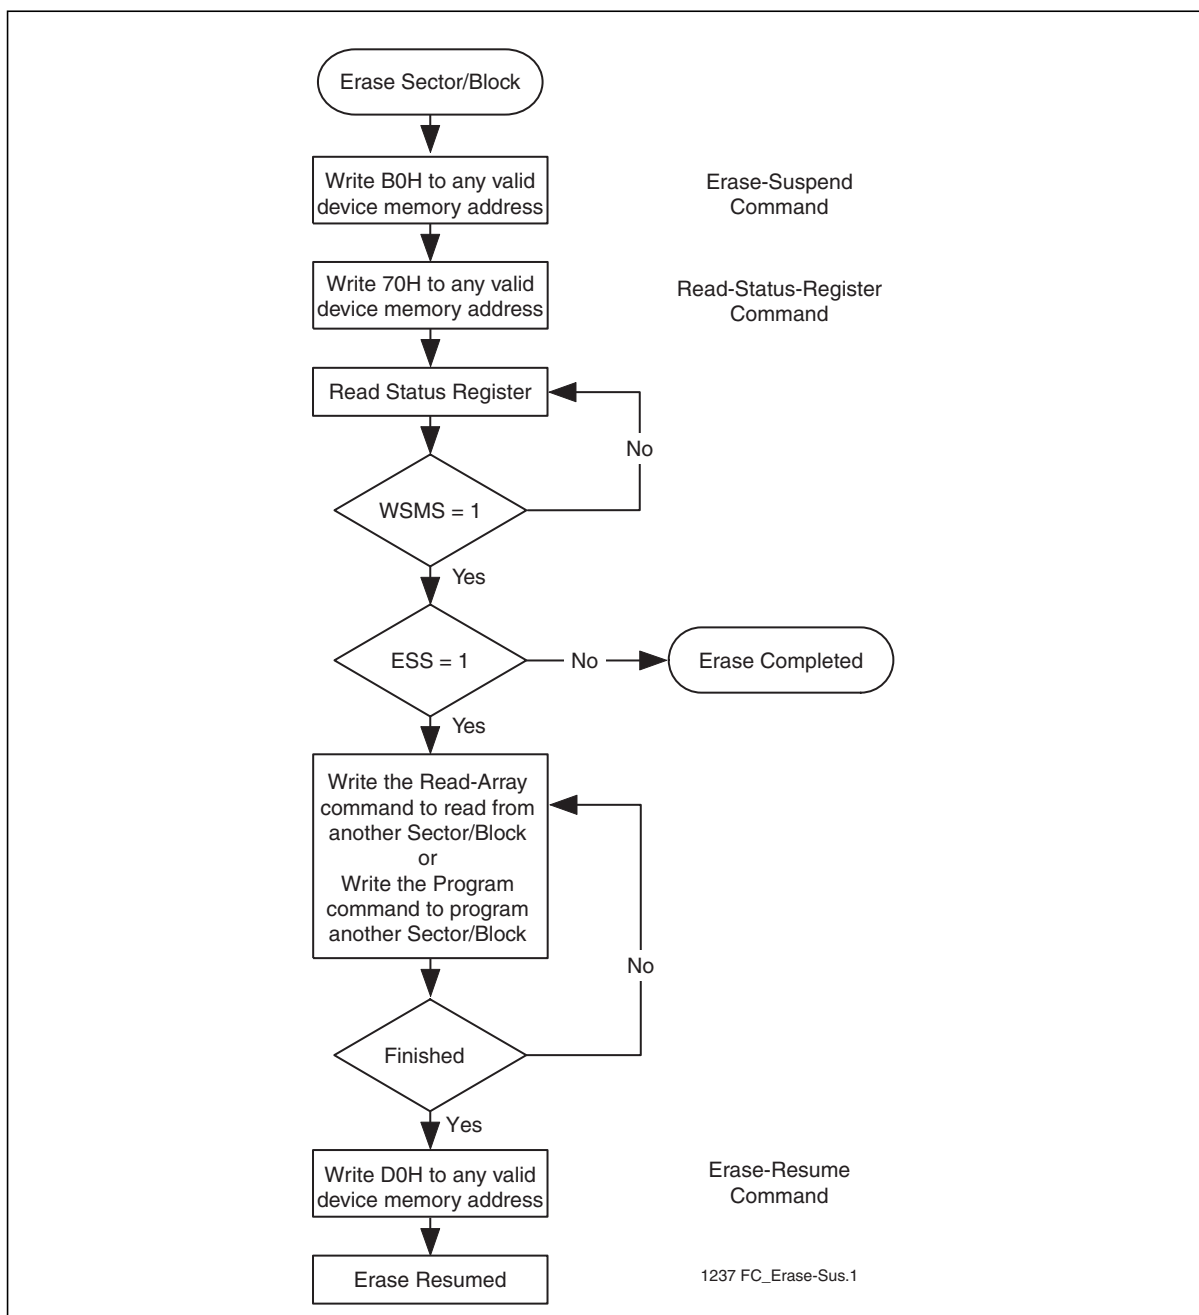 Erase Sector/Block
Write B0H to any valid
device memory address
Erase-Suspend
Command
Write 70H to any valid
device memory address
Read-Status-Register
Command
Read Status Register
No
WSMS = 1
Yes
ESS = 1
No
Erase Completed
Yes
Write the Read-Array
command to read from
another Sector/Block
or
Write the Program
command to program
another Sector/Block
No
Finished
Yes
Write D0H to any valid
device memory address
Erase-Resume
Command
Erase Resumed
1237 FC_Erase-Sus.1